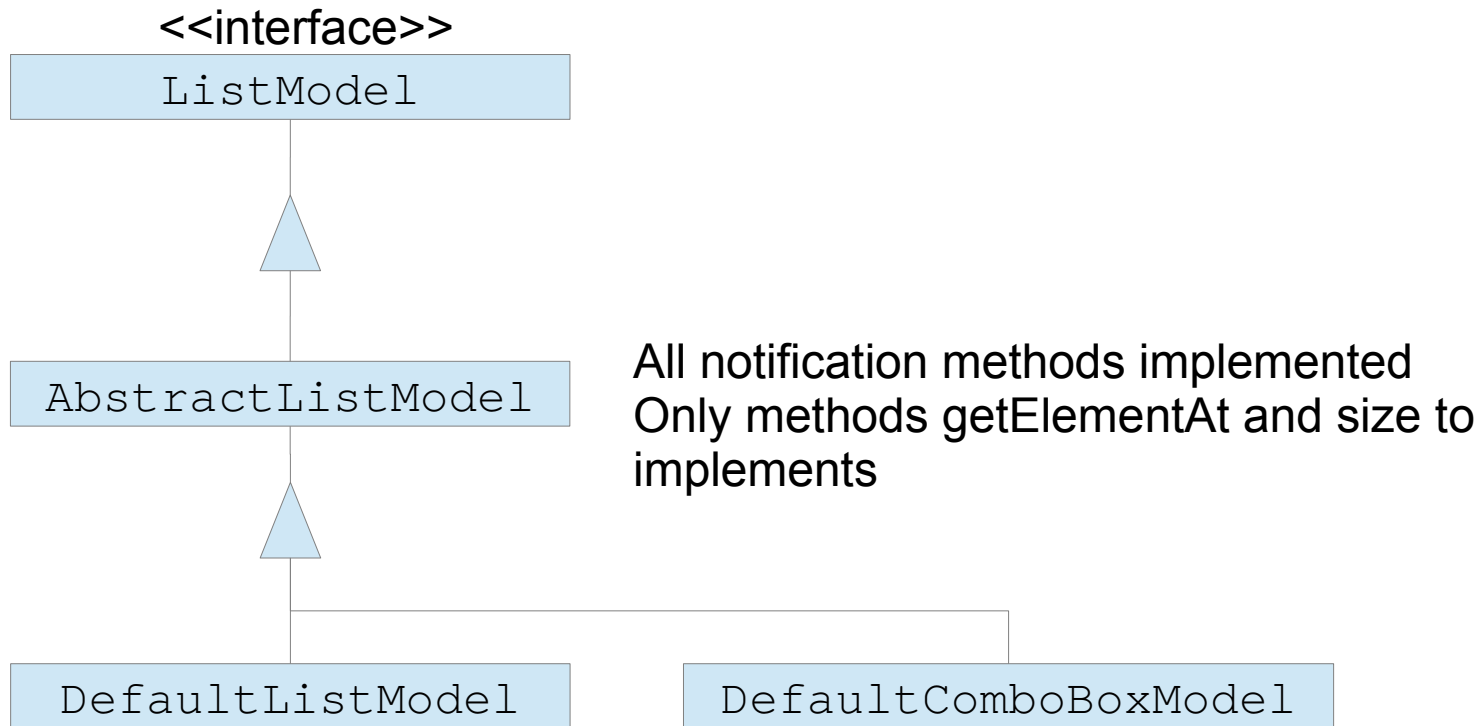 <<interface>>
ListModel
AbstractListModel
All notification methods implemented
Only methods getElementAt and size to
implements
DefaultListModel
DefaultComboBoxModel